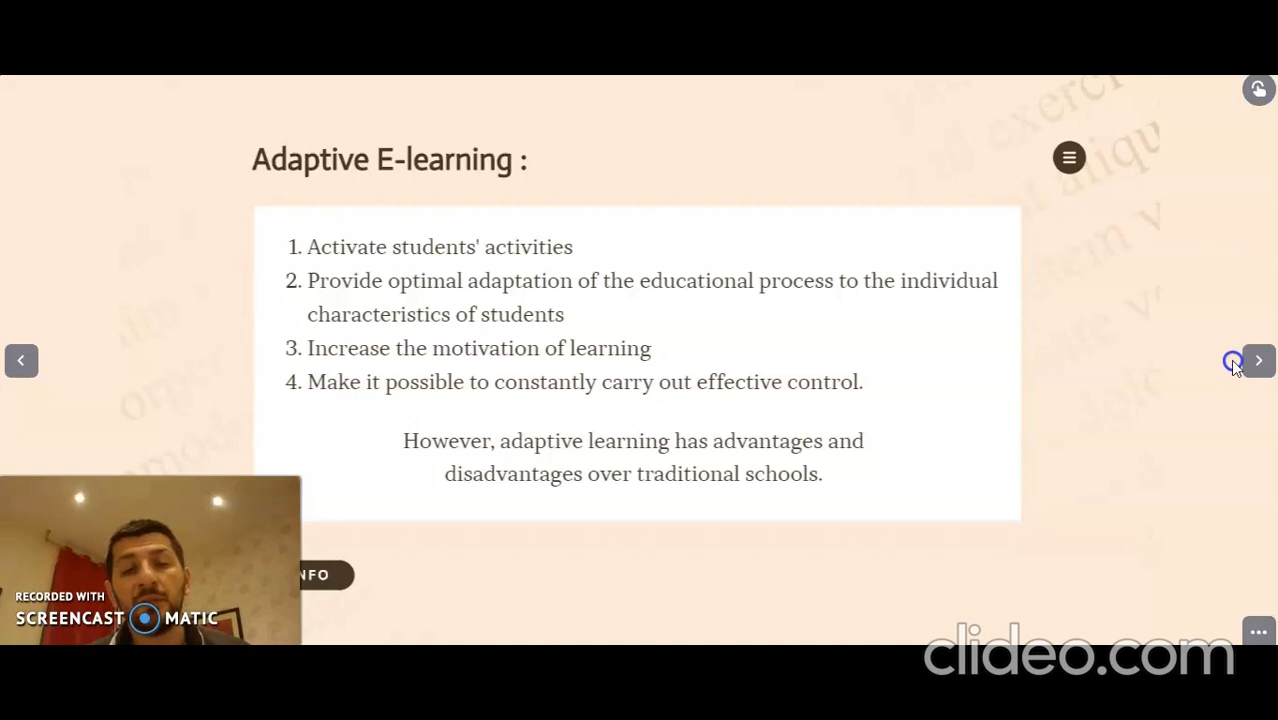 Adaptive E-learning :
1. Activate students' activities
2. Provide optimal adaptation of the educational process to the individual
characteristics of students
3. Increase the motivation of learning
4. Make it possible to constantly carry out effective control.
However, adaptive learning has advantages and
disadvantages over traditional schools.
NFO
RECORDED WITH
SCREENCAST MATIC
clideo.com